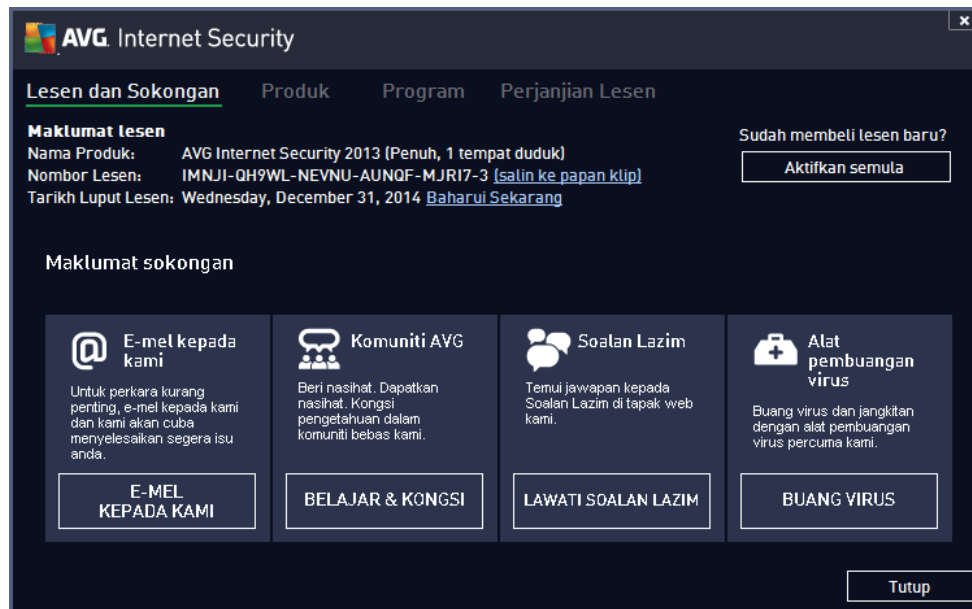 AVG. Internet Security
Lesen dan Sokongan Produk Program Perjanjian Lesen
Maklumat lesen
Nama Produk: AVG Internet Security 2013 (Penuh, 1 tempat duduk)
Nombor Lesen: IMNJI-QH9WL-NEVNU-AUNQF-MJRI7-3 (salin ke papan klip)
Tarikh Luput Lesen: Wednesday, December 31, 2014 Baharui Sekarang
Sudah membeli lesen baru?
Aktifkan semula
Maklumat sokongan
E-mel kepada
kami
Untuk perkara kurang
penting, e-mel kepada kami
dan kami akan cuba
menyelesaikan segera isu
anda.
E-MEL
KEPADA KAMI
Komuniti AVG
Beri nasihat. Dapatkan
nasihat. Kongsi
pengetahuan dalam
komuniti bebas kami.
BELAJAR & KONGSI
Soalan Lazim
Temui jawapan kepada
Soalan Lazim di tapak web
kami.
LAWATI SOALAN LAZIM
Alat
pembuangan
virus
Buang virus dan jangkitan
dengan alat pembuangan
virus percuma kami.
BUANG VIRUS
Tutup